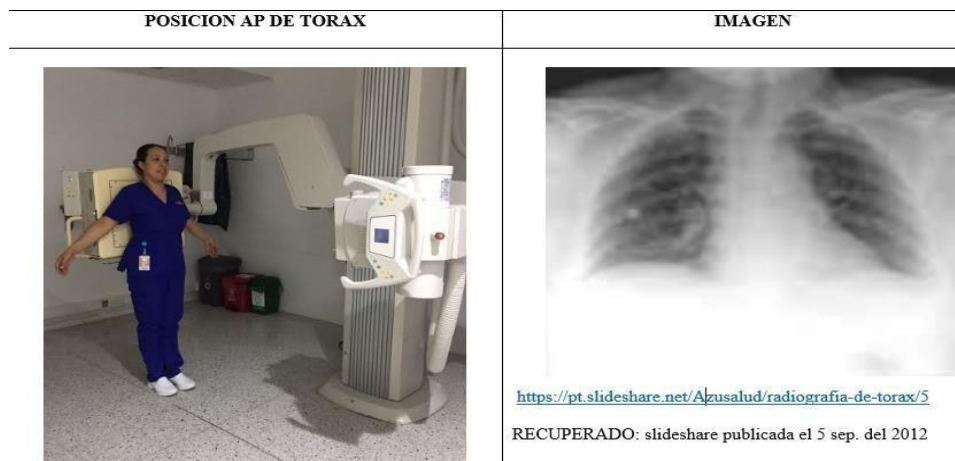 POSICION AP DE TORAX
IMAGEN
https://pt.slideshare.net/Azusalud/radiografia-de-torax/5
RECUPERADO: slideshare publicada el 5 sep. del 2012